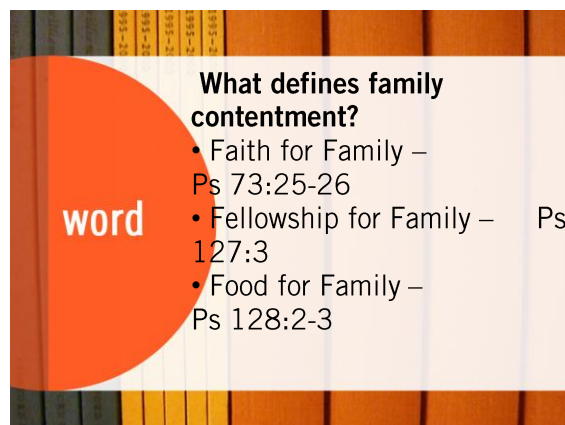 What defines family
contentment?
• Faith for Family –
Ps 73:25-26
• Fellowship for Family – Ps
127:3
• Food for Family –
Ps 128:2-3
word